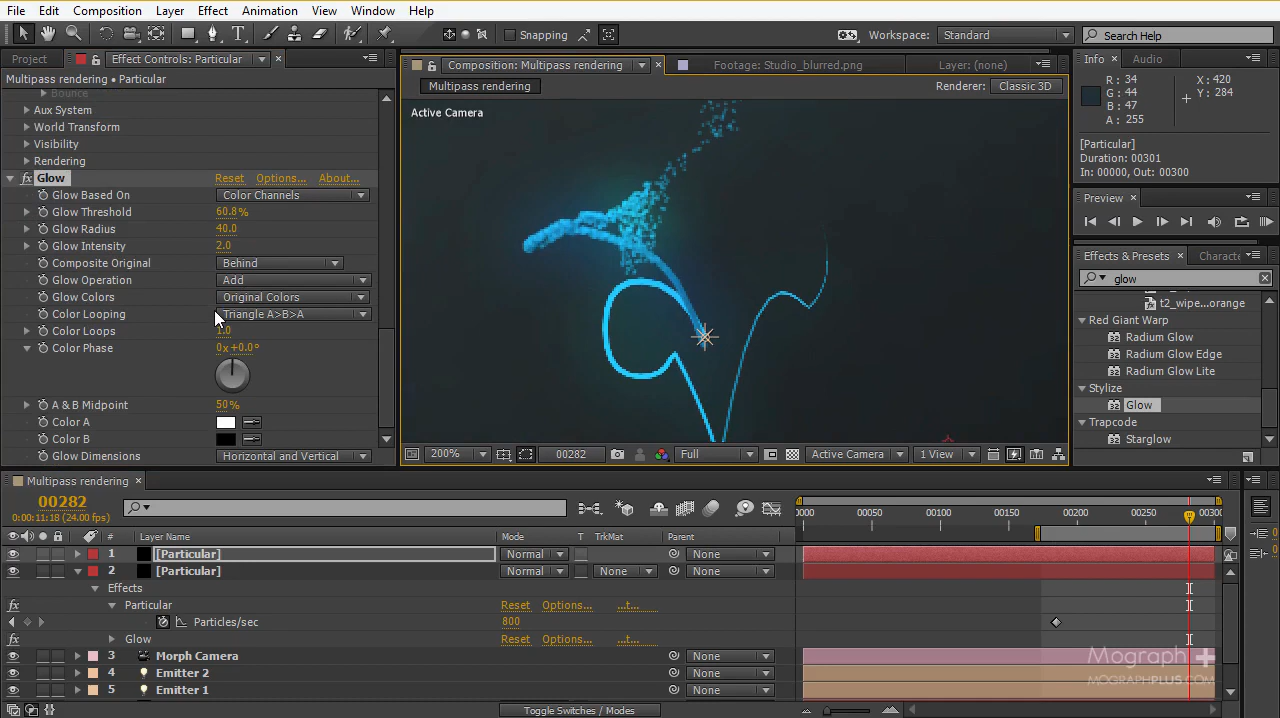 File Edit Composition Layer Effect Animation View Window Help
Snapping Workspace: Standard Search Help
Project Effect Controls: Particular Composition: Multipass rendering Footage: Studio_blurred.png Layer: (none) Info Audio
Multipass rendering • Particular Multipass rendering Renderer: Classic 3D
R: 34 X: 420
G: 44 Y: 284
B: 47
A: 255
[Particular]
Duration: 00301
In: 00000, Out: 00300
Preview
Effects & Presets Characte
glow
t2_wipe...orange
Red Giant Warp
Radium Glow
Radium Glow Edge
Radium Glow Lite
Stylize
Glow
Trapcode
Starglow
Active Camera
Bounce
Aux System
World Transform
Visibility
Rendering
fx Glow Reset Options... About...
Glow Based On Color Channels
Glow Threshold 60.8%
Glow Radius 40.0
Glow Intensity 2.0
Composite Original Behind
Glow Operation Add
Glow Colors Original Colors
Color Looping Triangle A>B>A
Color Loops 1.0
Color Phase 0x+0.0°
A & B Midpoint 50%
Color A
Color B
Glow Dimensions Horizontal and Vertical
200% 00282 Full Active Camera 1 View
Multipass rendering
00282
0:00:11:18 (24.00 fps)
0000 00050 00100 00150 00200 00250 00300
# Layer Name Mode T TrkMat Parent
1 [Particular] Normal None
2 [Particular] Normal None None
Effects
fx Particular Reset Options... ...t...
Particles/sec 800
fx Glow Reset Options... ...t...
3 Morph Camera None
4 Emitter 2 None
5 Emitter 1 None
Toggle Switches / Modes
Mograph +
MOGRAPHPLUS.COM